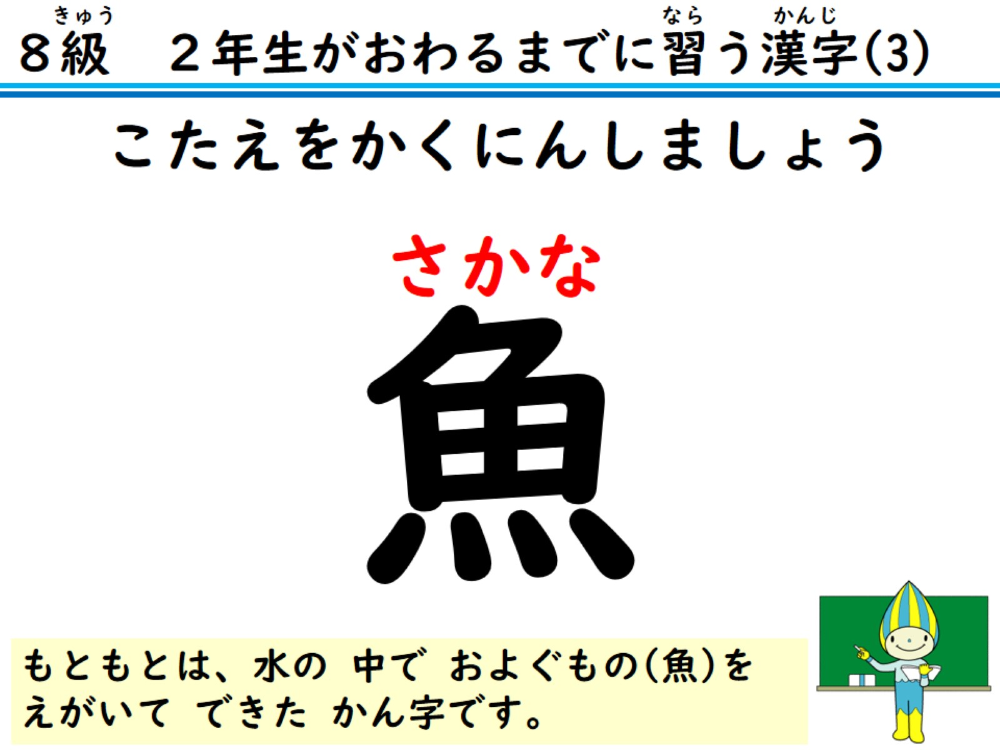 きゅう なら かんじ
８級　２年生がおわるまでに習う漢字(3)
こたえをかくにんしましょう
さかな
魚
もともとは、水の 中で およぐもの(魚)を
えがいて できた かん字です。